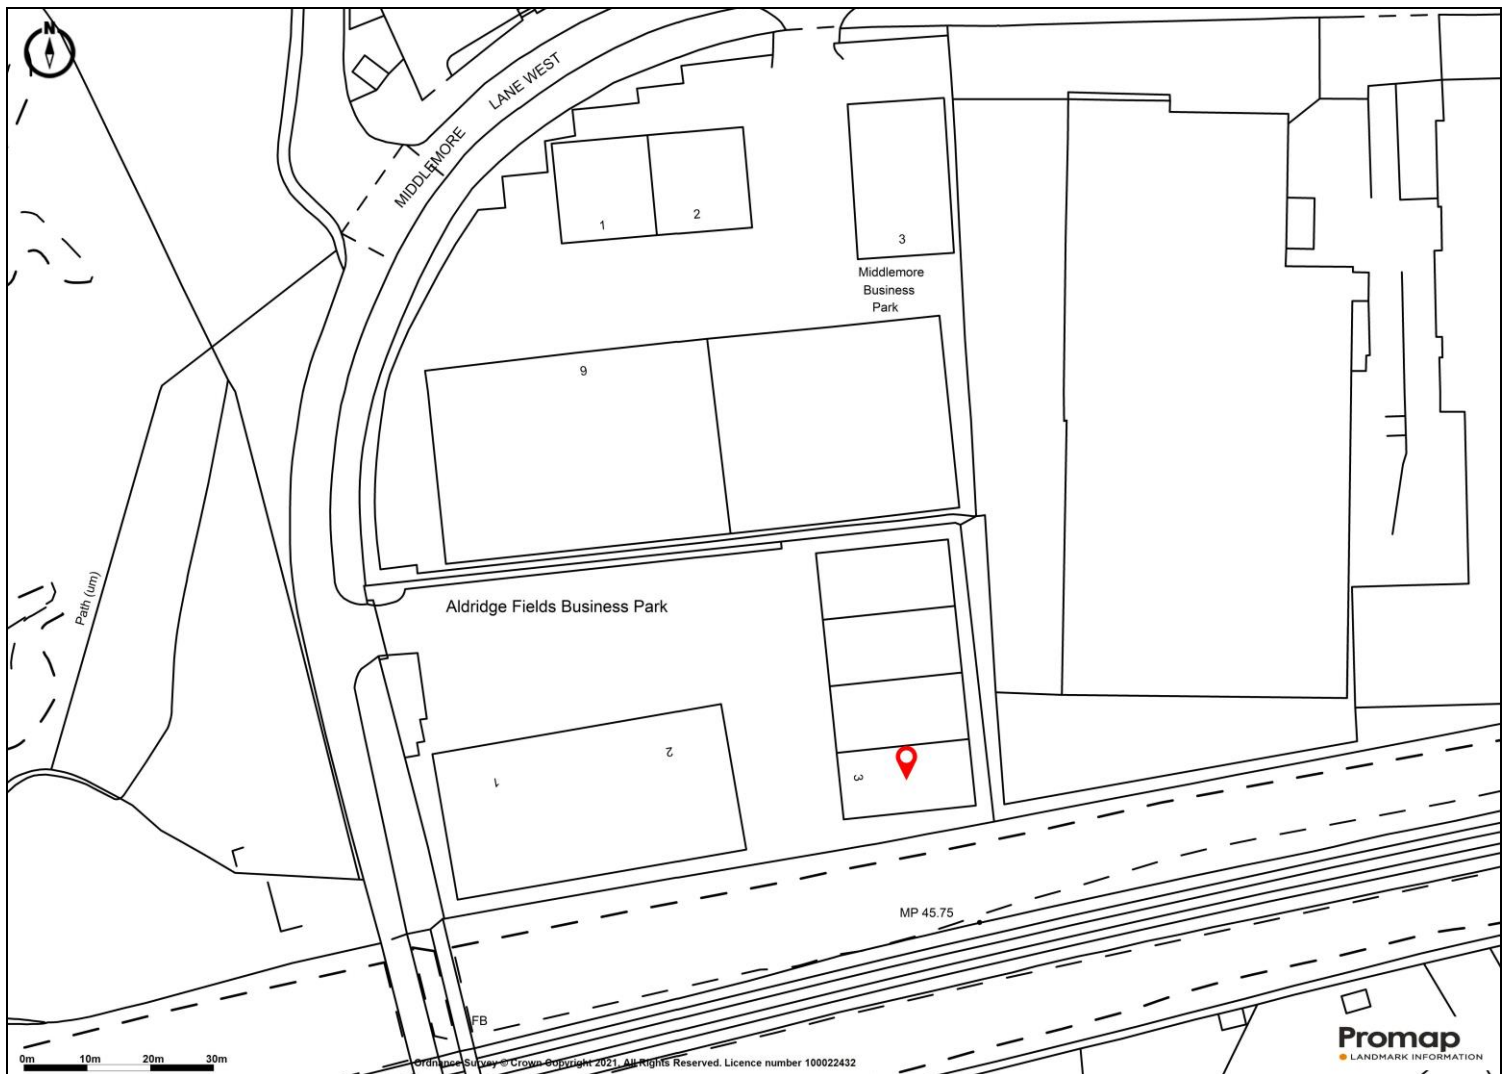 N
MIDDLEMORE LANE WEST
1
2
3
Middlemore
Business
Park
9
Path (um)
Aldridge Fields Business Park
1
2
3
MP 45.75
FB
0m 10m 20m 30m
Ordnance Survey © Crown Copyright 2021. All Rights Reserved. Licence number 100022432
Promap
LANDMARK INFORMATION